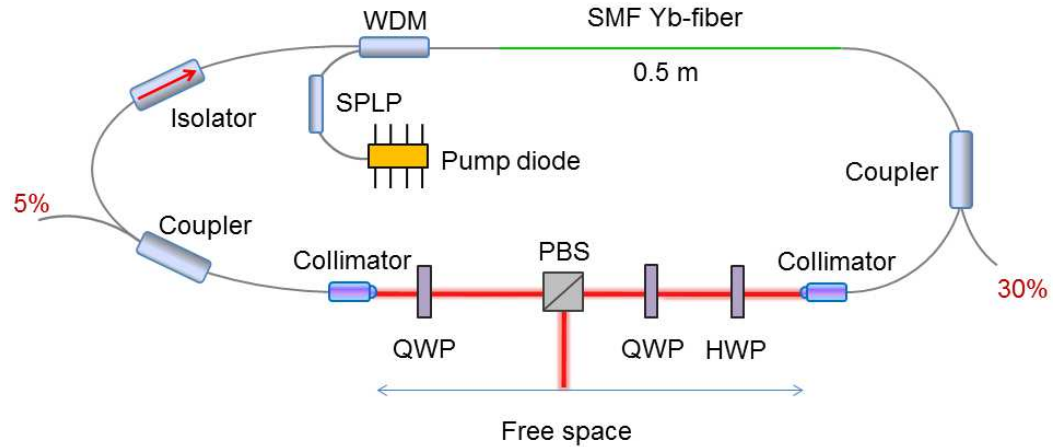 WDM
SMF Yb-fiber
0.5 m
SPLP
Isolator
Pump diode
Coupler
5%
Coupler
PBS
Collimator
Collimator
30%
QWP
QWP
HWP
Free space